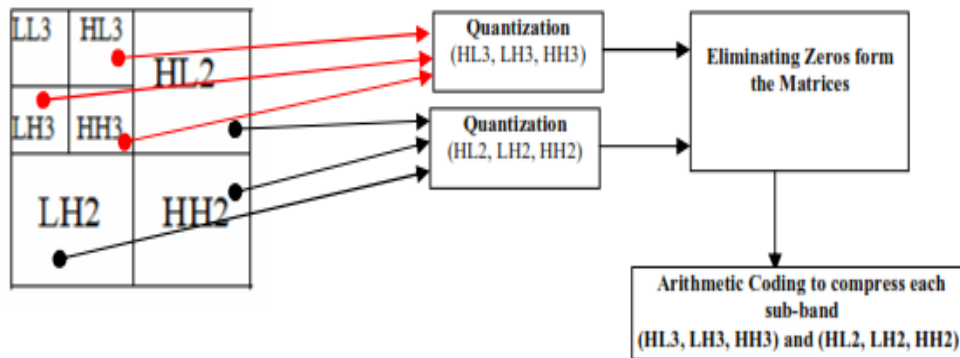 LL3 HL3
HL2
LH3 HH3
LH2 HH2
Quantization
(HL3, LH3, HH3)
Quantization
(HL2, LH2, HH2)
Eliminating Zeros form
the Matrices
Arithmetic Coding to compress each
sub-band
(HL3, LH3, HH3) and (HL2, LH2, HH2)